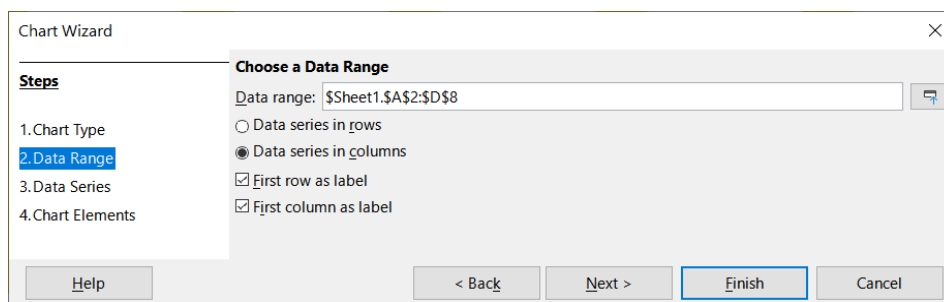 Chart Wizard
Steps
1.Chart Type
2.Data Range
3.Data Series
4.Chart Elements
Choose a Data Range
Data range: $Sheet1.$A$2:$D$8
Data series in rows
Data series in columns
First row as label
First column as label
Help
< Back
Next >
Finish
Cancel